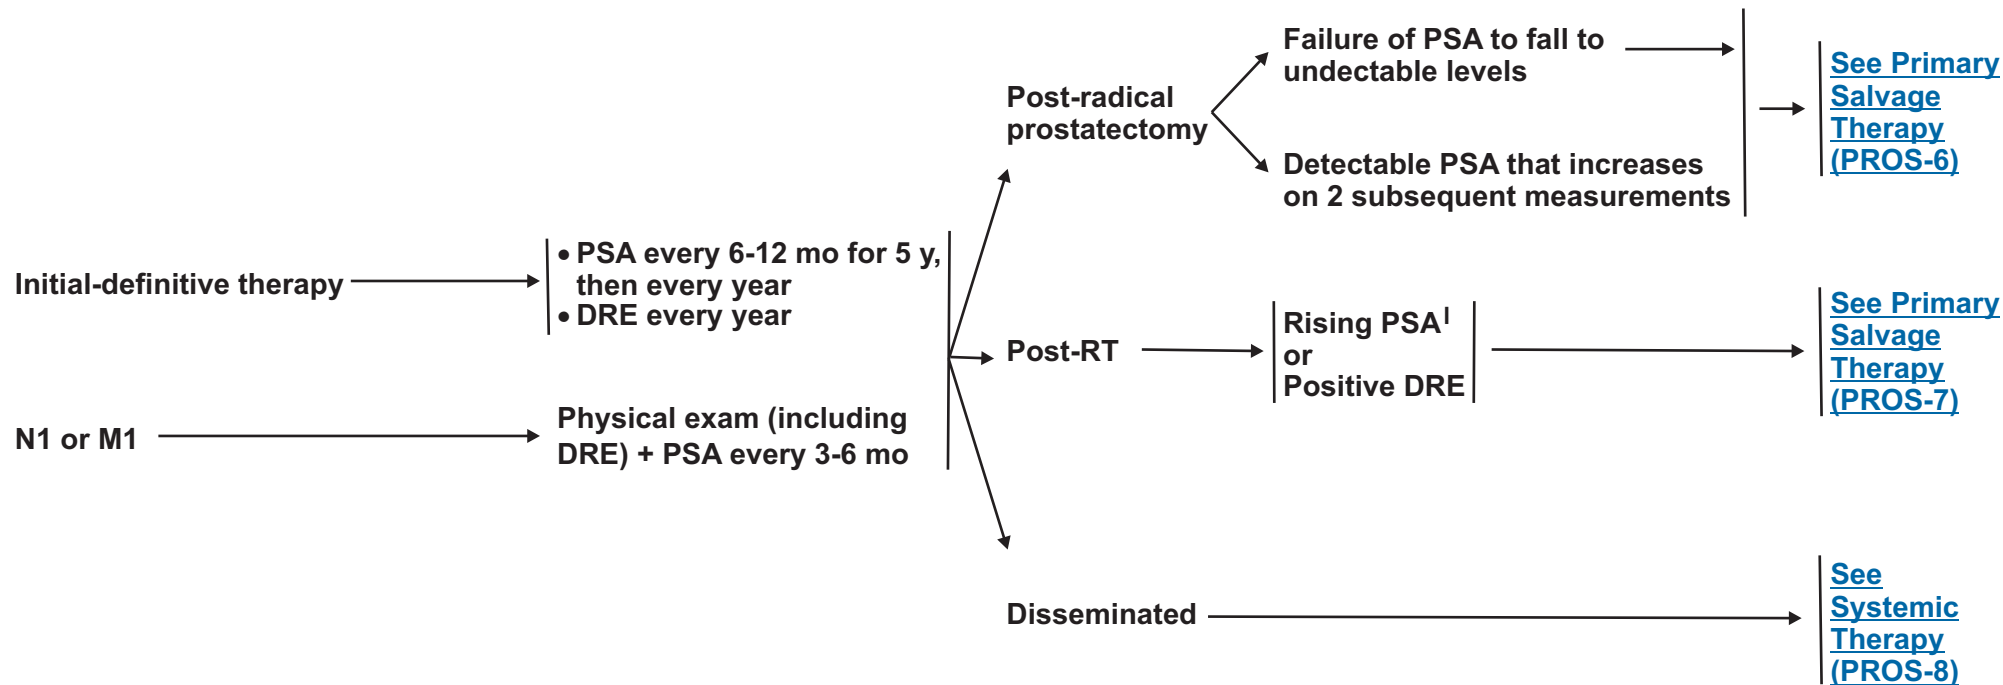 Initial-definitive therapy
• PSA every 6-12 mo for 5 y,
then every year
• DRE every year
N1 or M1
Physical exam (including
DRE) + PSA every 3-6 mo
Post-radical
prostatectomy
Failure of PSA to fall to
undectable levels
Detectable PSA that increases
on 2 subsequent measurements
See Primary
Salvage
Therapy
(PROS-6)
Post-RT
Rising PSAˡ
or
Positive DRE
See Primary
Salvage
Therapy
(PROS-7)
Disseminated
See
Systemic
Therapy
(PROS-8)